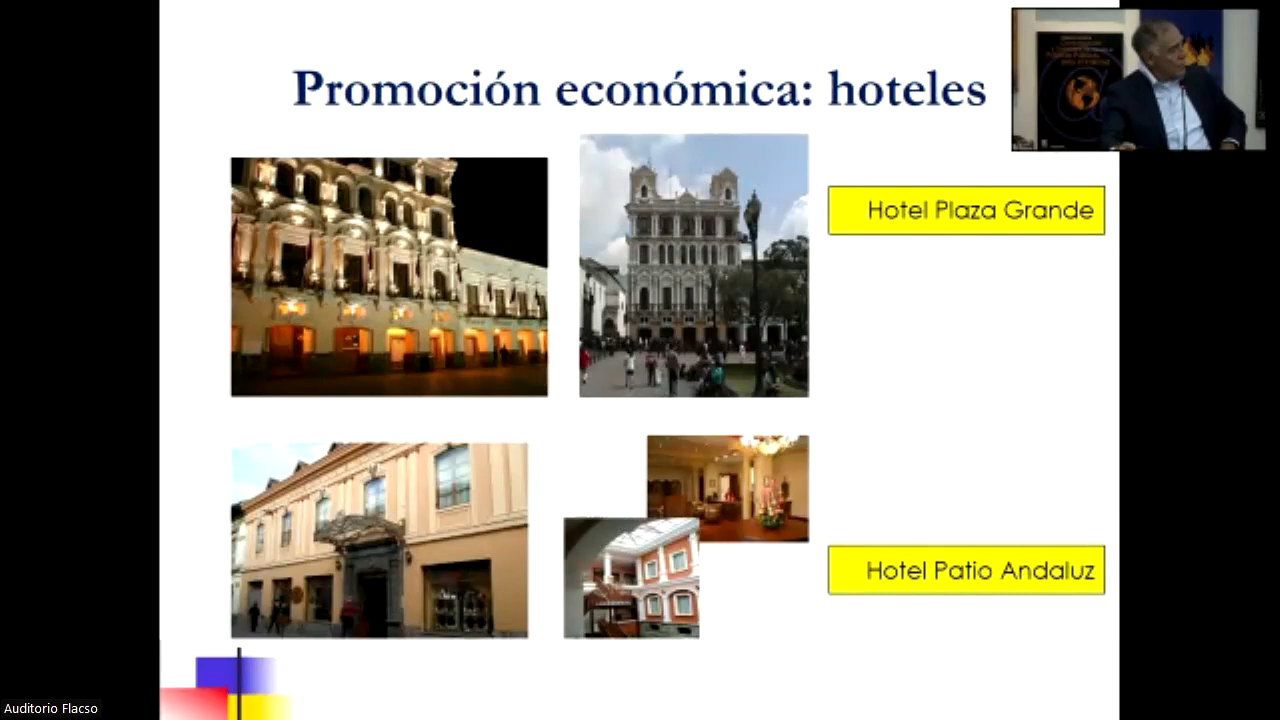 Promoción económica: hoteles
Hotel Plaza Grande
Hotel Patio Andaluz
Auditorio Flacso